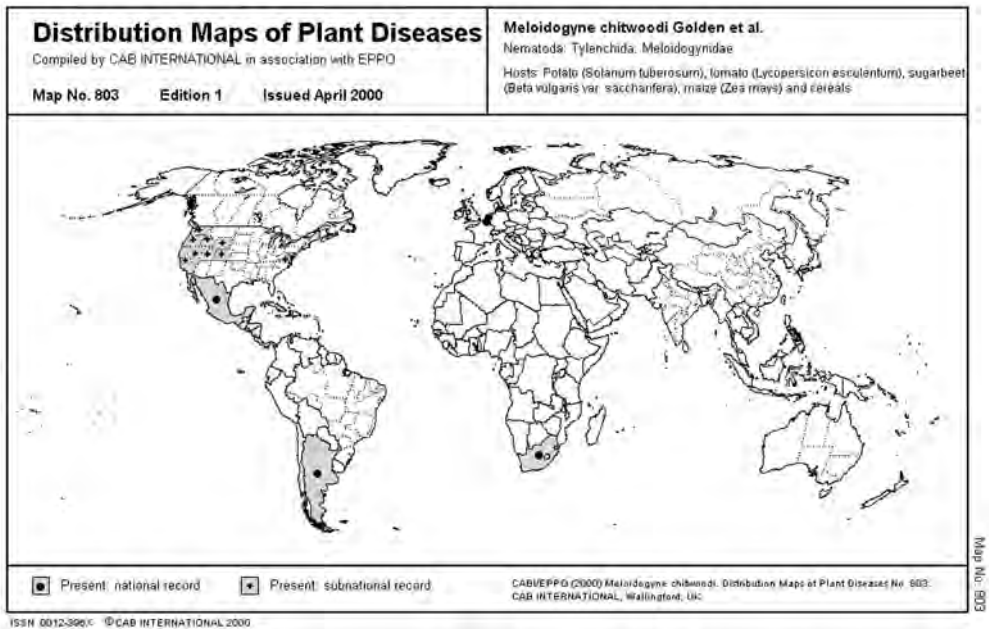 Distribution Maps of Plant Diseases
Compiled by CAB INTERNATIONAL in association with EPPO
Map No. 803 Edition 1 Issued April 2000
Meloidogyne chitwoodi Golden et al.
Nematoda: Tylenchida: Meloidogynidae
Hosts: Potato (Solanum tuberosum), tomato (Lycopersicon esculentum), sugarbeet
(Beta vulgaris var. saccharifera), maize (Zea mays) and cereals
Present: national record
Present: subnational record
CABI/EPPO (2000) Meloidogyne chitwoodi. Distribution Maps of Plant Diseases No. 803.
CAB INTERNATIONAL, Wallingford, UK.
Map No. 803
ISSN 0012-396X © CAB INTERNATIONAL 2000